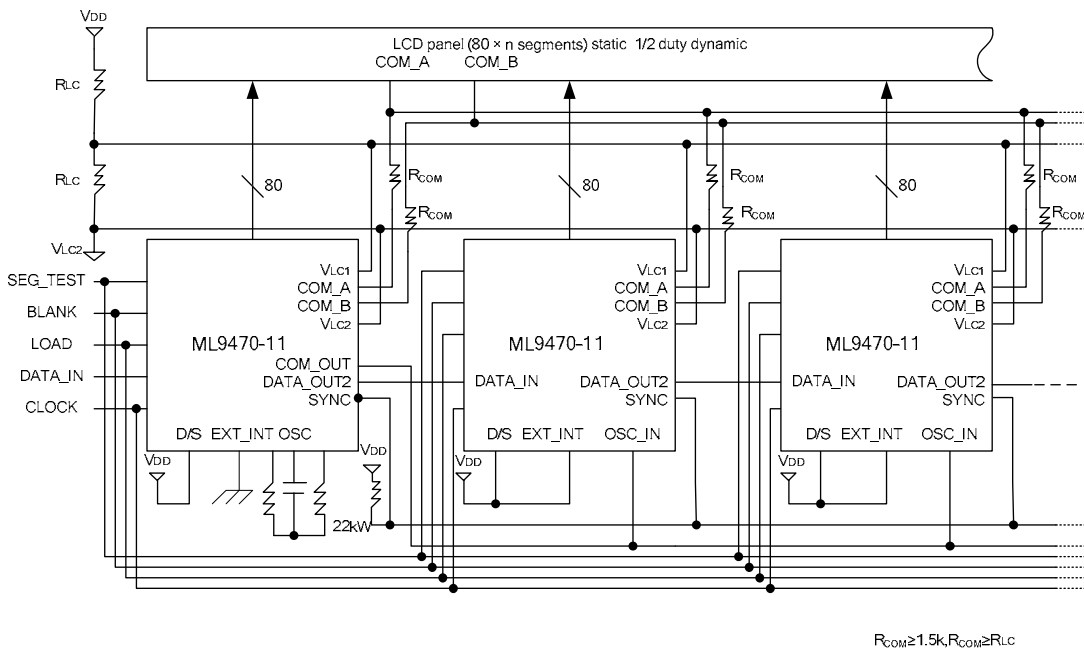 VDD
LCD panel (80 × n segments) static 1/2 duty dynamic
COM_A COM_B
RLC
RLC
80
RCOM
RCOM
80
RCOM
RCOM
80
RCOM
RCOM
VLC2
SEG_TEST
BLANK
LOAD
DATA_IN
CLOCK
VLC1
COM_A
COM_B
VLC2
ML9470-11
COM_OUT
DATA_OUT2
SYNC
D/S EXT_INT OSC
VDD
VDD
22kW
VLC1
COM_A
COM_B
VLC2
ML9470-11
DATA_IN
DATA_OUT2
SYNC
D/S EXT_INT OSC_IN
VDD
VLC1
COM_A
COM_B
VLC2
ML9470-11
DATA_IN
DATA_OUT2
SYNC
D/S EXT_INT OSC_IN
VDD
RCOM≥1.5k,RCOM≥RLC